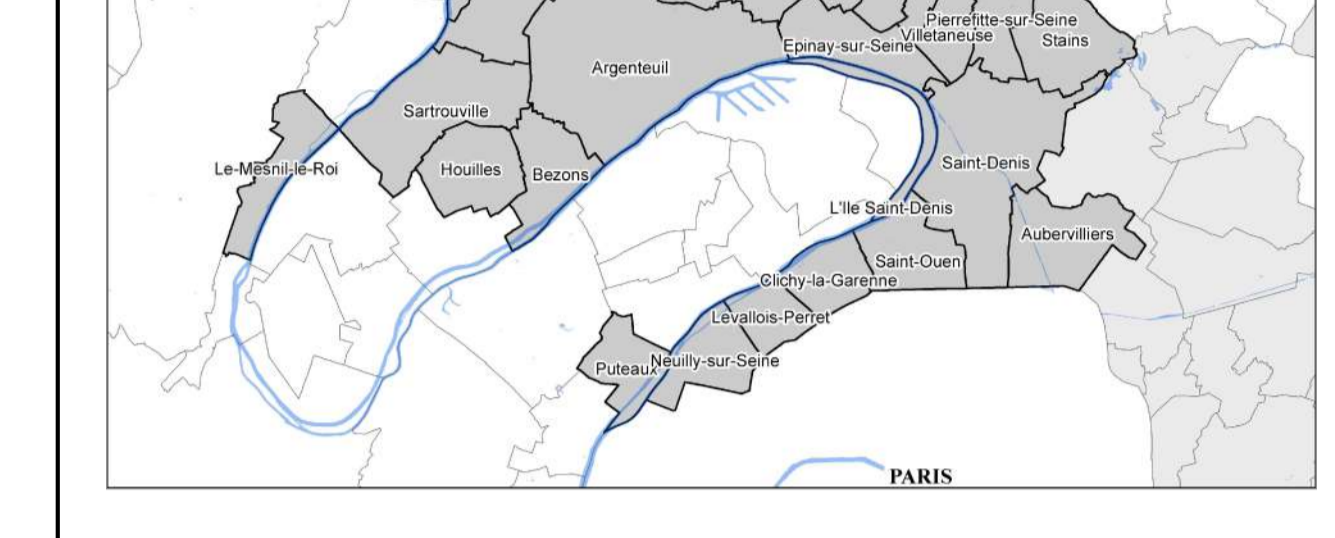 Pierrefitte-sur-Seine
Villetaneuse
Stains
Epinay-sur-Seine
Argenteuil
Sartrouville
Le-Mesnil-le-Roi
Houilles
Bezons
Saint-Denis
L'Ile Saint-Denis
Aubervilliers
Saint-Ouen
Clichy-la-Garenne
Levallois-Perret
Neuilly-sur-Seine
Puteaux
PARIS